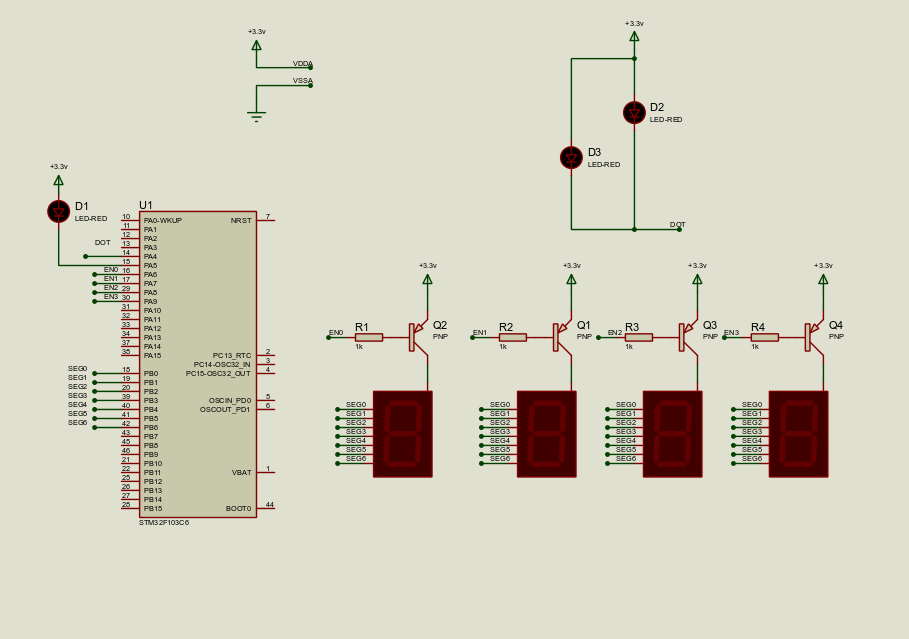 +3.3v
VDDA
VSSA
+3.3v
D2
LED-RED
D3
LED-RED
DOT
+3.3v
D1
LED-RED
U1
DOT
EN0
EN1
EN2
EN3
SEG0
SEG1
SEG2
SEG3
SEG4
SEG5
SEG6
10 PA0-WKUP
11 PA1
12 PA2
13 PA3
14 PA4
15 PA5
16 PA6
17 PA7
29 PA8
30 PA9
31 PA10
32 PA11
33 PA12
34 PA13
37 PA14
38 PA15
18 PB0
19 PB1
20 PB2
39 PB3
40 PB4
41 PB5
42 PB6
43 PB7
45 PB8
46 PB9
21 PB10
22 PB11
25 PB12
26 PB13
27 PB14
28 PB15
NRST 7
PC13_RTC 2
PC14-OSC32_IN 3
PC15-OSC32_OUT 4
OSCIN_PD0 5
OSCOUT_PD1 6
VBAT 1
BOOT0 44
STM32F103C6
+3.3v
EN0
R1
1k
Q2
PNP
SEG0
SEG1
SEG2
SEG3
SEG4
SEG5
SEG6
+3.3v
EN1
R2
1k
Q1
PNP
SEG0
SEG1
SEG2
SEG3
SEG4
SEG5
SEG6
+3.3v
EN2
R3
1k
Q3
PNP
SEG0
SEG1
SEG2
SEG3
SEG4
SEG5
SEG6
+3.3v
EN3
R4
1k
Q4
PNP
SEG0
SEG1
SEG2
SEG3
SEG4
SEG5
SEG6